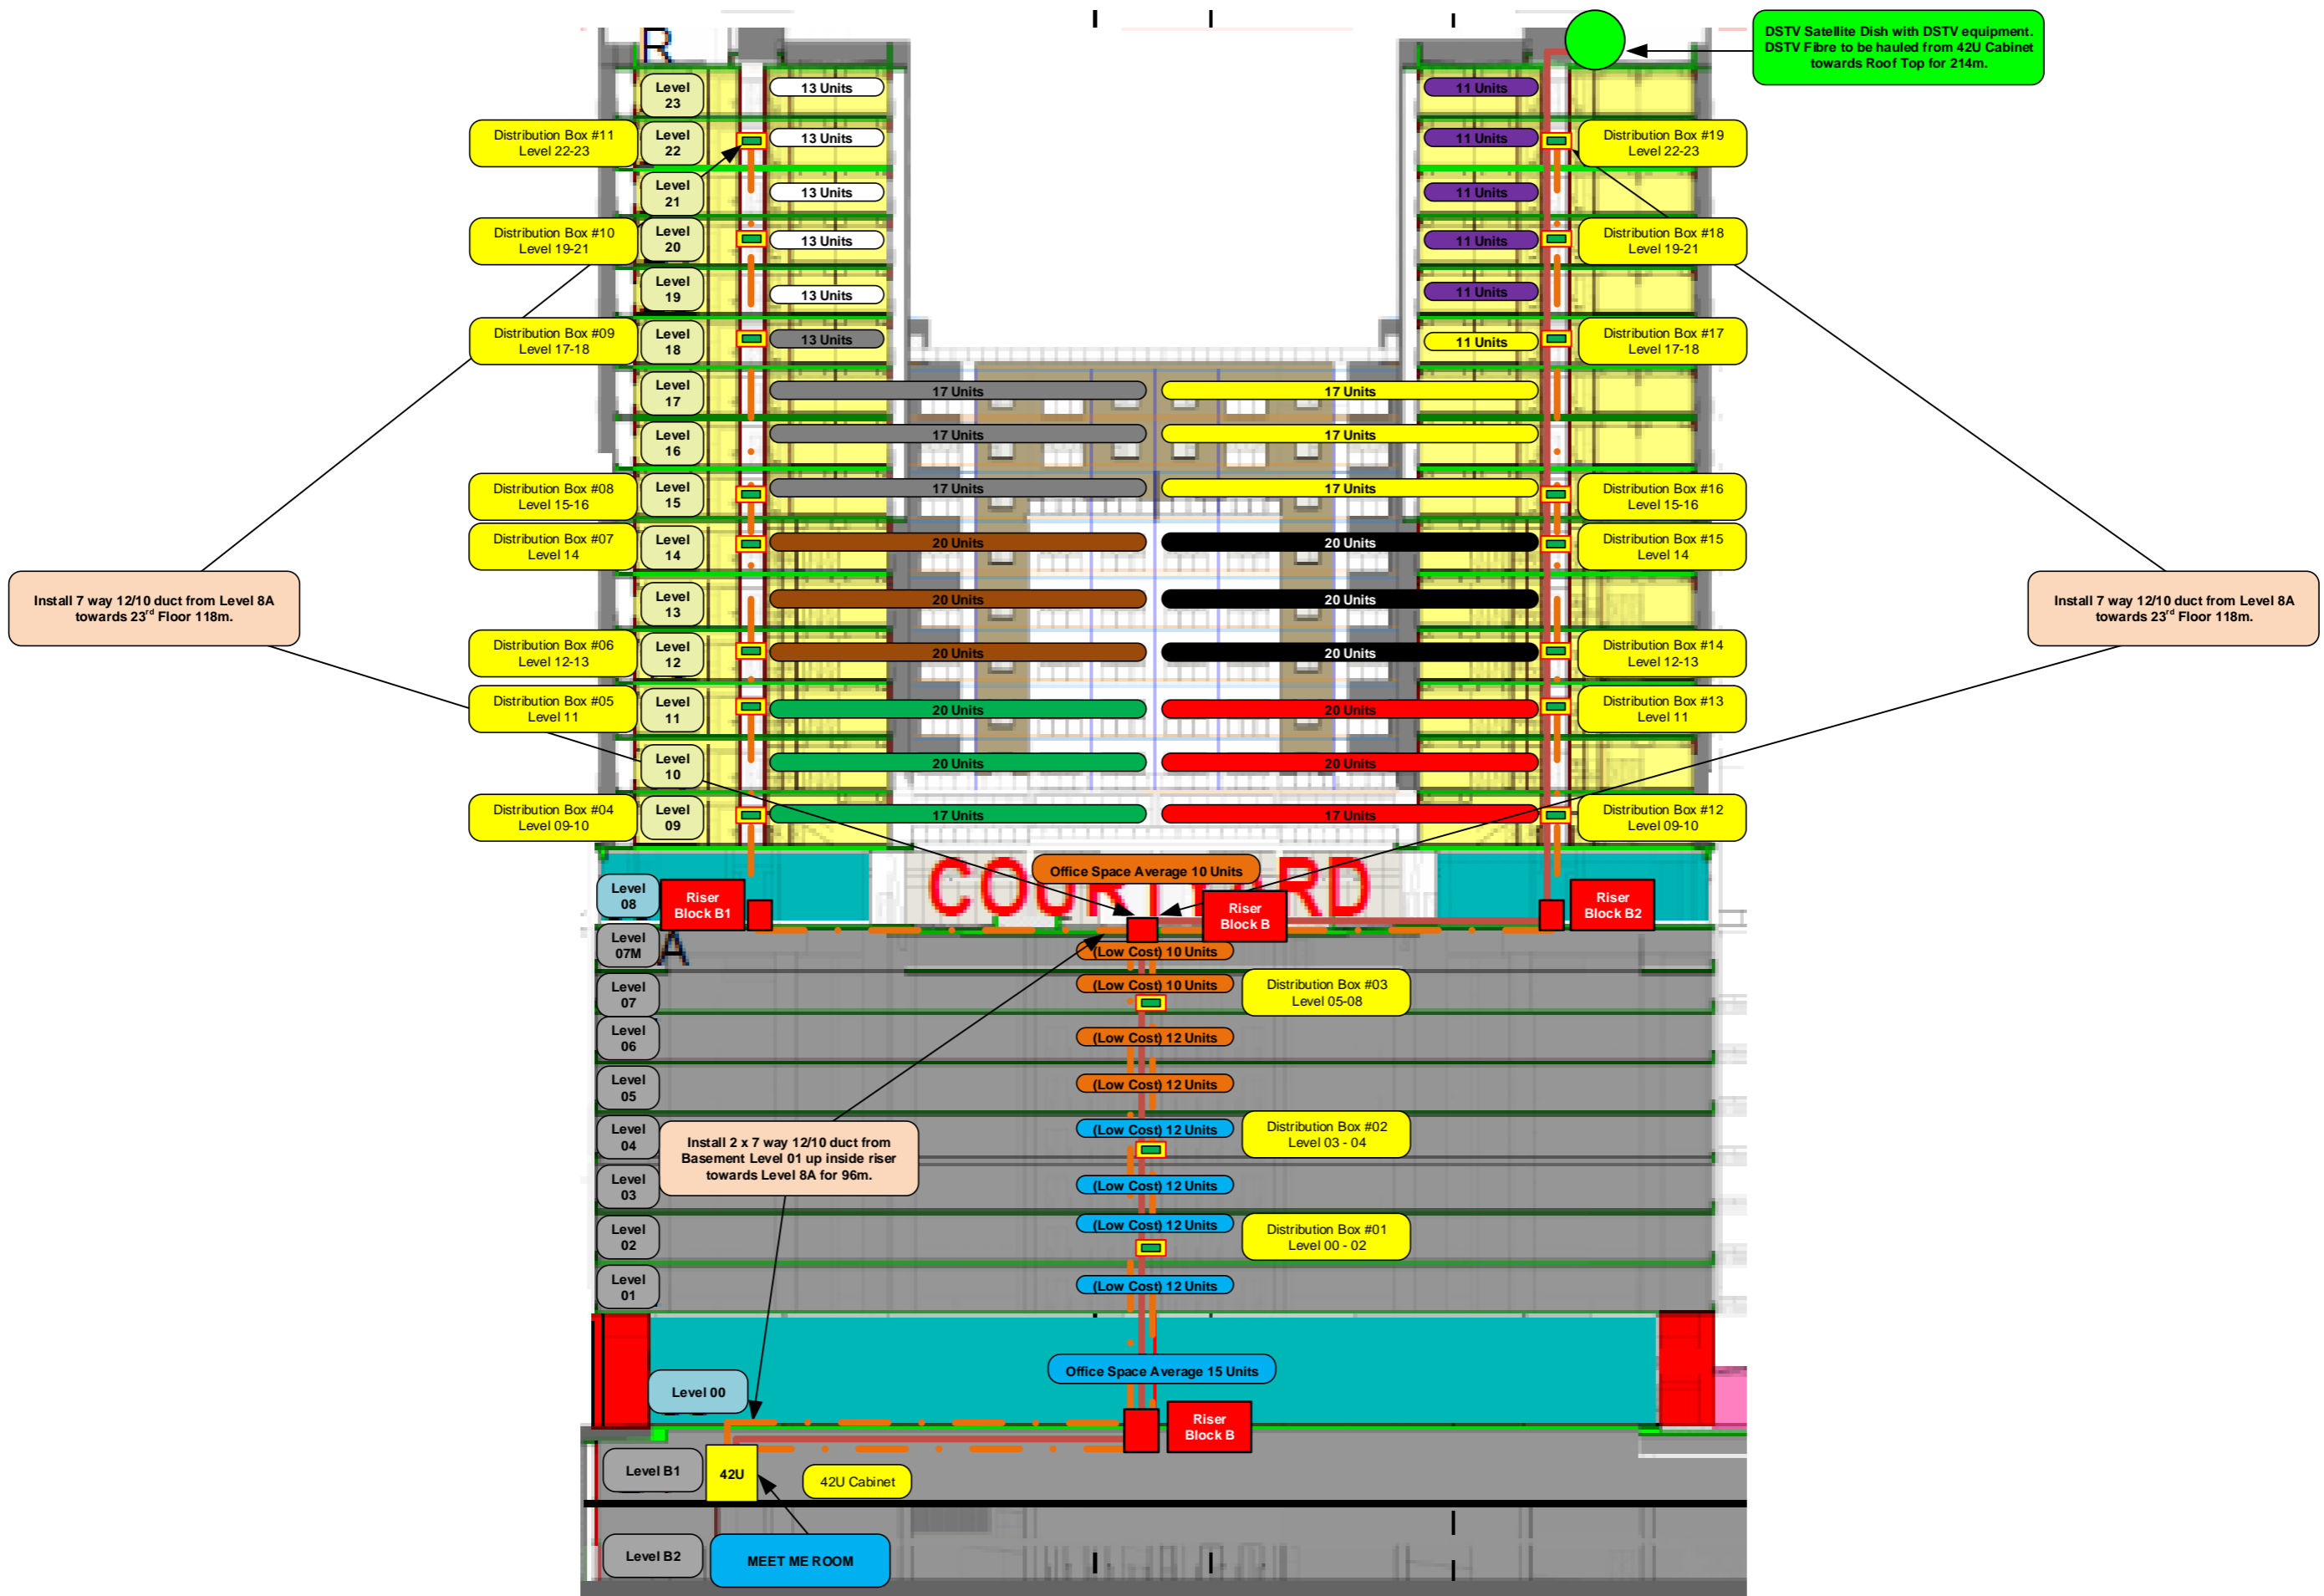 R
DSTV Satellite Dish with DSTV equipment.
DSTV Fibre to be hauled from 42U Cabinet
towards Roof Top for 214m.
Level
23
13 Units
11 Units
Distribution Box #11
Level 22-23
Level
22
13 Units
11 Units
Distribution Box #19
Level 22-23
Level
21
13 Units
11 Units
Distribution Box #10
Level 19-21
Level
20
13 Units
11 Units
Distribution Box #18
Level 19-21
Level
19
13 Units
11 Units
Distribution Box #09
Level 17-18
Level
18
13 Units
11 Units
Distribution Box #17
Level 17-18
Level
17
17 Units
17 Units
Level
16
17 Units
17 Units
Distribution Box #08
Level 15-16
Level
15
17 Units
17 Units
Distribution Box #16
Level 15-16
Distribution Box #07
Level 14
Level
14
20 Units
20 Units
Distribution Box #15
Level 14
Install 7 way 12/10 duct from Level 8A
towards 23rd Floor 118m.
Level
13
20 Units
20 Units
Install 7 way 12/10 duct from Level 8A
towards 23rd Floor 118m.
Distribution Box #06
Level 12-13
Level
12
20 Units
20 Units
Distribution Box #14
Level 12-13
Distribution Box #05
Level 11
Level
11
20 Units
20 Units
Distribution Box #13
Level 11
Level
10
20 Units
20 Units
Distribution Box #04
Level 09-10
Level
09
17 Units
17 Units
Distribution Box #12
Level 09-10
COURTYARD
Office Space Average 10 Units
Level
08
Riser
Block B1
Riser
Block B
Riser
Block B2
Level
07M
A
(Low Cost) 10 Units
Level
07
(Low Cost) 10 Units
Distribution Box #03
Level 05-08
Level
06
(Low Cost) 12 Units
Level
05
(Low Cost) 12 Units
Level
04
(Low Cost) 12 Units
Distribution Box #02
Level 03 - 04
Install 2 x 7 way 12/10 duct from
Basement Level 01 up inside riser
towards Level 8A for 96m.
Level
03
(Low Cost) 12 Units
Level
02
(Low Cost) 12 Units
Distribution Box #01
Level 00 - 02
Level
01
(Low Cost) 12 Units
Office Space Average 15 Units
Level 00
Riser
Block B
Level B1
42U
42U Cabinet
Level B2
MEET ME ROOM